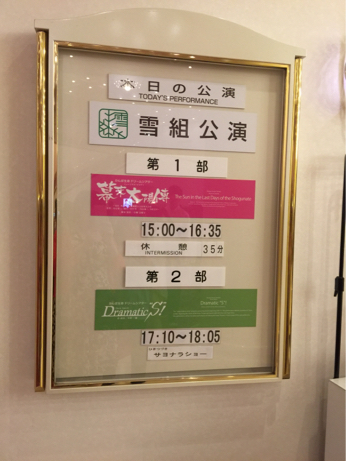 本日の公演
TODAY'S PERFORMANCE
雪組公演
第1部
幕末太陽傳
The Sun in the Last Days of the Shogunate
15:00〜16:35
休憩 35分
INTERMISSION
第2部
Dramatic "S"!
Dramatic "S"!
17:10〜18:05
サヨナラショー